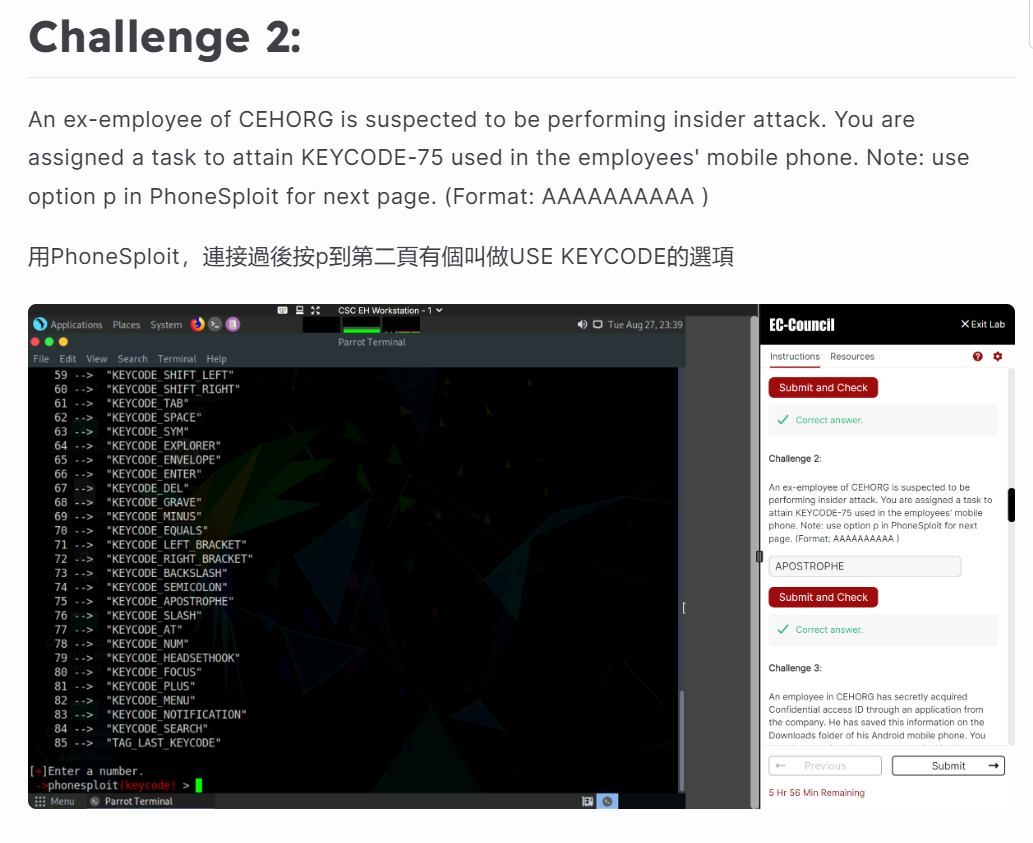 Challenge 2:
An ex-employee of CEHORG is suspected to be performing insider attack. You are
assigned a task to attain KEYCODE-75 used in the employees' mobile phone. Note: use
option p in PhoneSploit for next page. (Format: AAAAAAAAAA )
用PhoneSploit，連接過後按p到第二頁有個叫做USE KEYCODE的選項
CSC EH Workstation - 1
Applications Places System
Tue Aug 27, 23:39
Parrot Terminal
File Edit View Search Terminal Help
59 --> "KEYCODE_SHIFT_LEFT"
60 --> "KEYCODE_SHIFT_RIGHT"
61 --> "KEYCODE_TAB"
62 --> "KEYCODE_SPACE"
63 --> "KEYCODE_SYM"
64 --> "KEYCODE_EXPLORER"
65 --> "KEYCODE_ENVELOPE"
66 --> "KEYCODE_ENTER"
67 --> "KEYCODE_DEL"
68 --> "KEYCODE_GRAVE"
69 --> "KEYCODE_MINUS"
70 --> "KEYCODE_EQUALS"
71 --> "KEYCODE_LEFT_BRACKET"
72 --> "KEYCODE_RIGHT_BRACKET"
73 --> "KEYCODE_BACKSLASH"
74 --> "KEYCODE_SEMICOLON"
75 --> "KEYCODE_APOSTROPHE"
76 --> "KEYCODE_SLASH"
77 --> "KEYCODE_AT"
78 --> "KEYCODE_NUM"
79 --> "KEYCODE_HEADSETHOOK"
80 --> "KEYCODE_FOCUS"
81 --> "KEYCODE_PLUS"
82 --> "KEYCODE_MENU"
83 --> "KEYCODE_NOTIFICATION"
84 --> "KEYCODE_SEARCH"
85 --> "TAG_LAST_KEYCODE"
[+]Enter a number.
->phonesploit(keycode) >
Menu Parrot Terminal
EC-Council
Exit Lab
Instructions Resources
Submit and Check
Correct answer.
Challenge 2:
An ex-employee of CEHORG is suspected to be
performing insider attack. You are assigned a task to
attain KEYCODE-75 used in the employees' mobile
phone. Note: use option p in PhoneSploit for next
page. (Format: AAAAAAAAAA )
APOSTROPHE
Submit and Check
Correct answer.
Challenge 3:
An employee in CEHORG has secretly acquired
Confidential access ID through an application from
the company. He has saved this information on the
Downloads folder of his Android mobile phone. You
← Previous
Submit →
5 Hr 56 Min Remaining